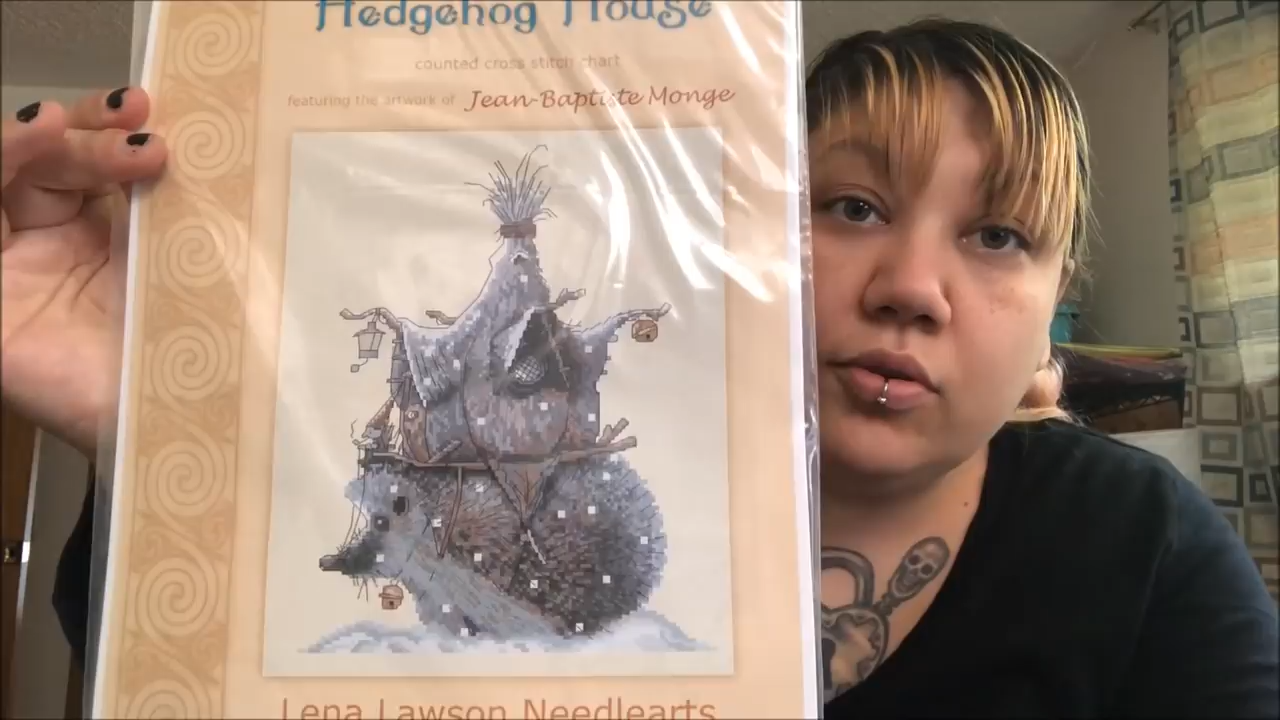 Hedgehog House
counted cross stitch chart
featuring the artwork of Jean-Baptiste Monge
Lena Lawson Needlearts